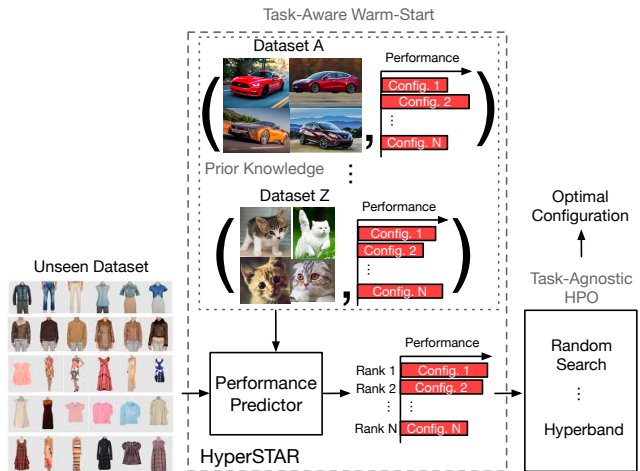 Task-Aware Warm-Start
Dataset A
Performance
Config. 1
Config. 2
⋮
Config. N
Prior Knowledge
⋮
Dataset Z
Performance
Config. 1
Config. 2
⋮
Config. N
Optimal
Configuration
Unseen Dataset
Task-Agnostic
HPO
Performance
Predictor
Performance
Rank 1 Config. 1
Rank 2 Config. 2
⋮ ⋮
Rank N Config. N
Random
Search
⋮
Hyperband
HyperSTAR